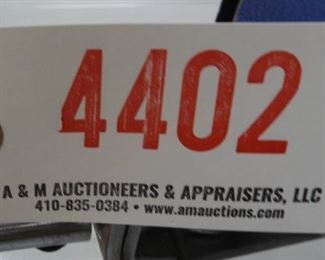 4402
A & M AUCTIONEERS & APPRAISERS, LLC
410-835-0384 • www.amauctions.com